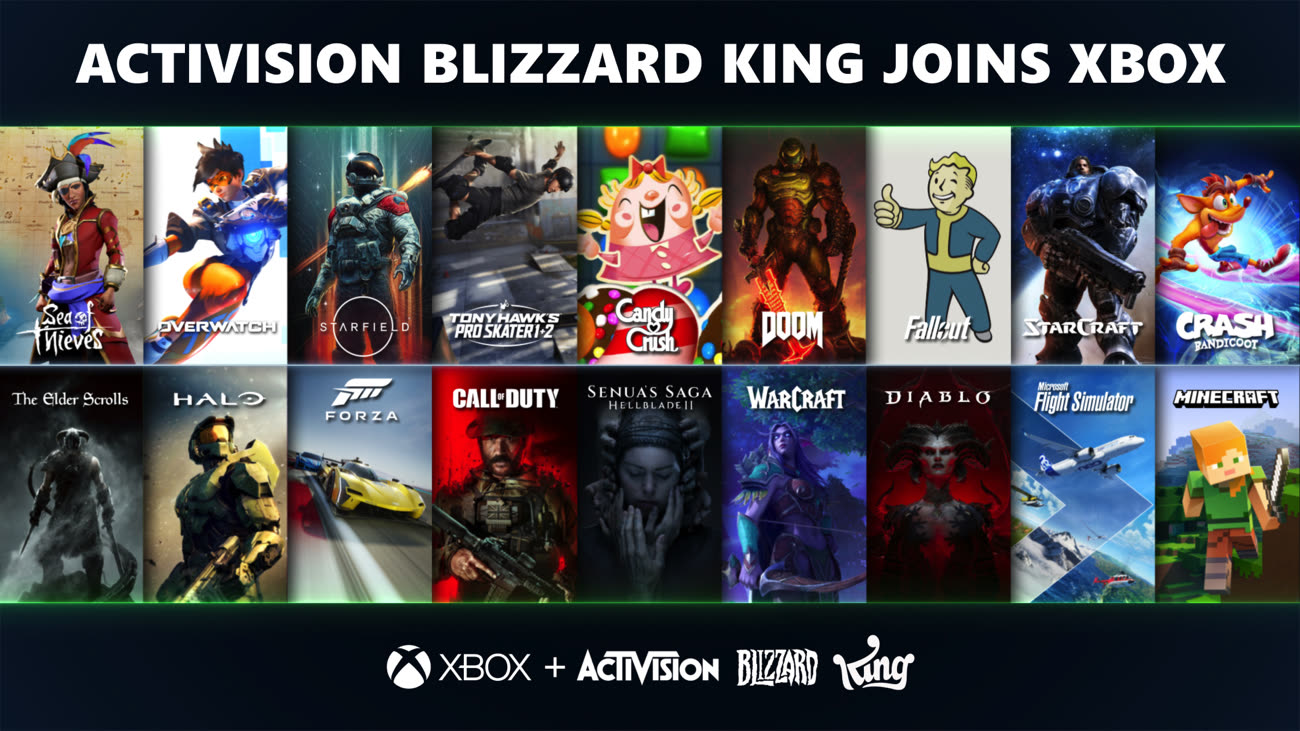 ACTIVISION BLIZZARD KING JOINS XBOX
Sea of
Thieves
OVERWATCH
STARFIELD
TONY HAWK'S
PRO SKATER 1+2
Candy
Crush
DOOM
Fallout
STARCRAFT
CRASH
BANDICOOT
The Elder Scrolls
HALO
FORZA
CALL OF DUTY
SENUA'S SAGA
HELLBLADE II
WARCRAFT
DIABLO
Microsoft
Flight Simulator
MINECRAFT
XBOX + ACTIVISION BLIZZARD King